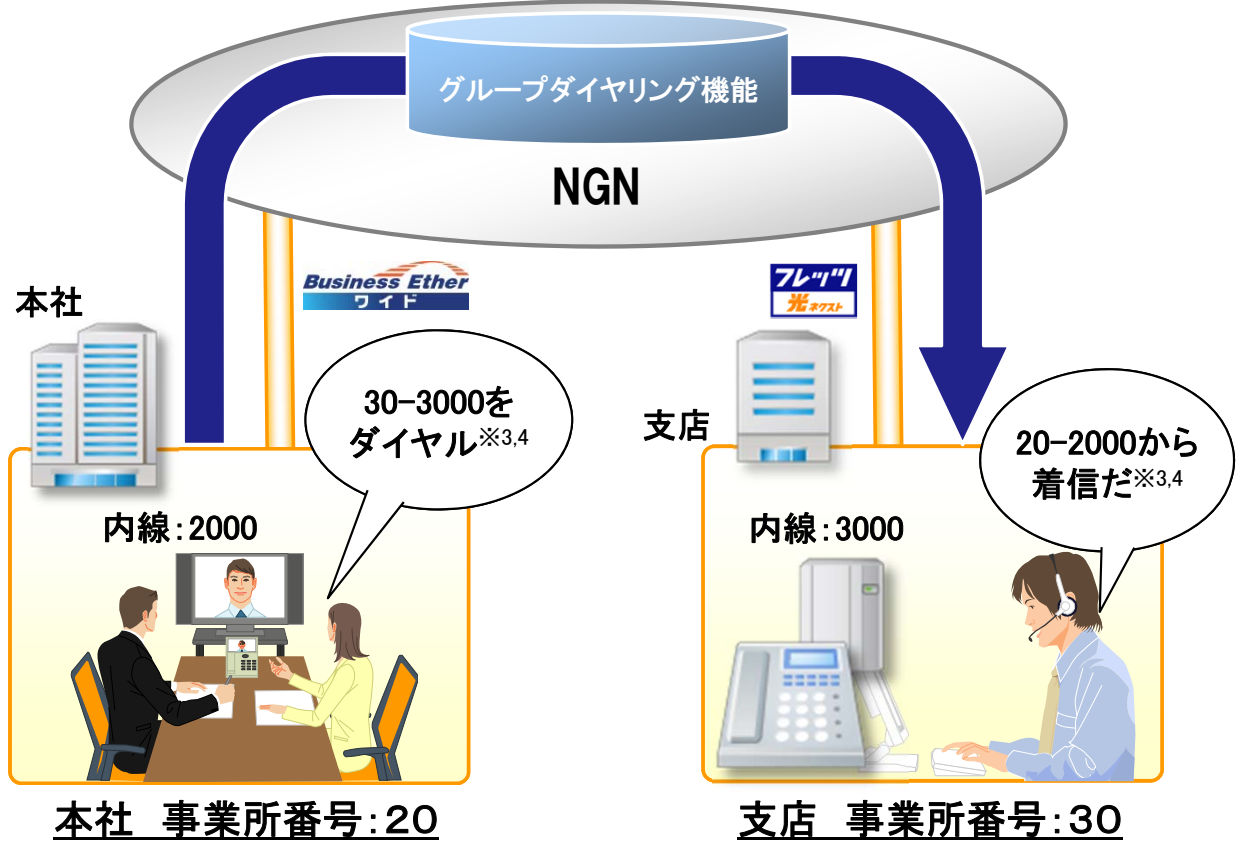 グループダイヤリング機能
NGN
Business Ether
ワイド
フレッツ
光ネクスト
本社
30-3000を
ダイヤル※3,4
支店
20-2000から
着信だ※3,4
内線:2000
内線:3000
本社 事業所番号:20
支店 事業所番号:30